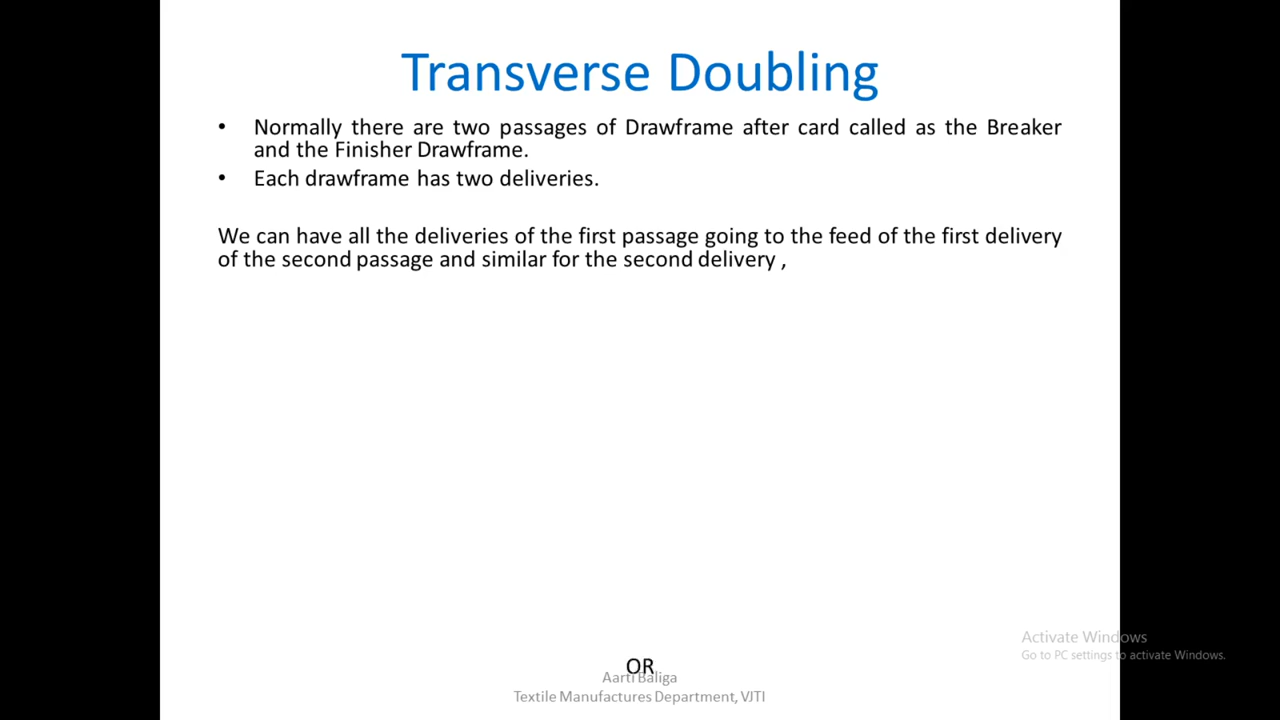 Transverse Doubling
• Normally there are two passages of Drawframe after card called as the Breaker
and the Finisher Drawframe.
• Each drawframe has two deliveries.
We can have all the deliveries of the first passage going to the feed of the first delivery
of the second passage and similar for the second delivery ,
Activate Windows
Go to PC settings to activate Windows.
OR
Aarti Baliga
Textile Manufactures Department, VJTI